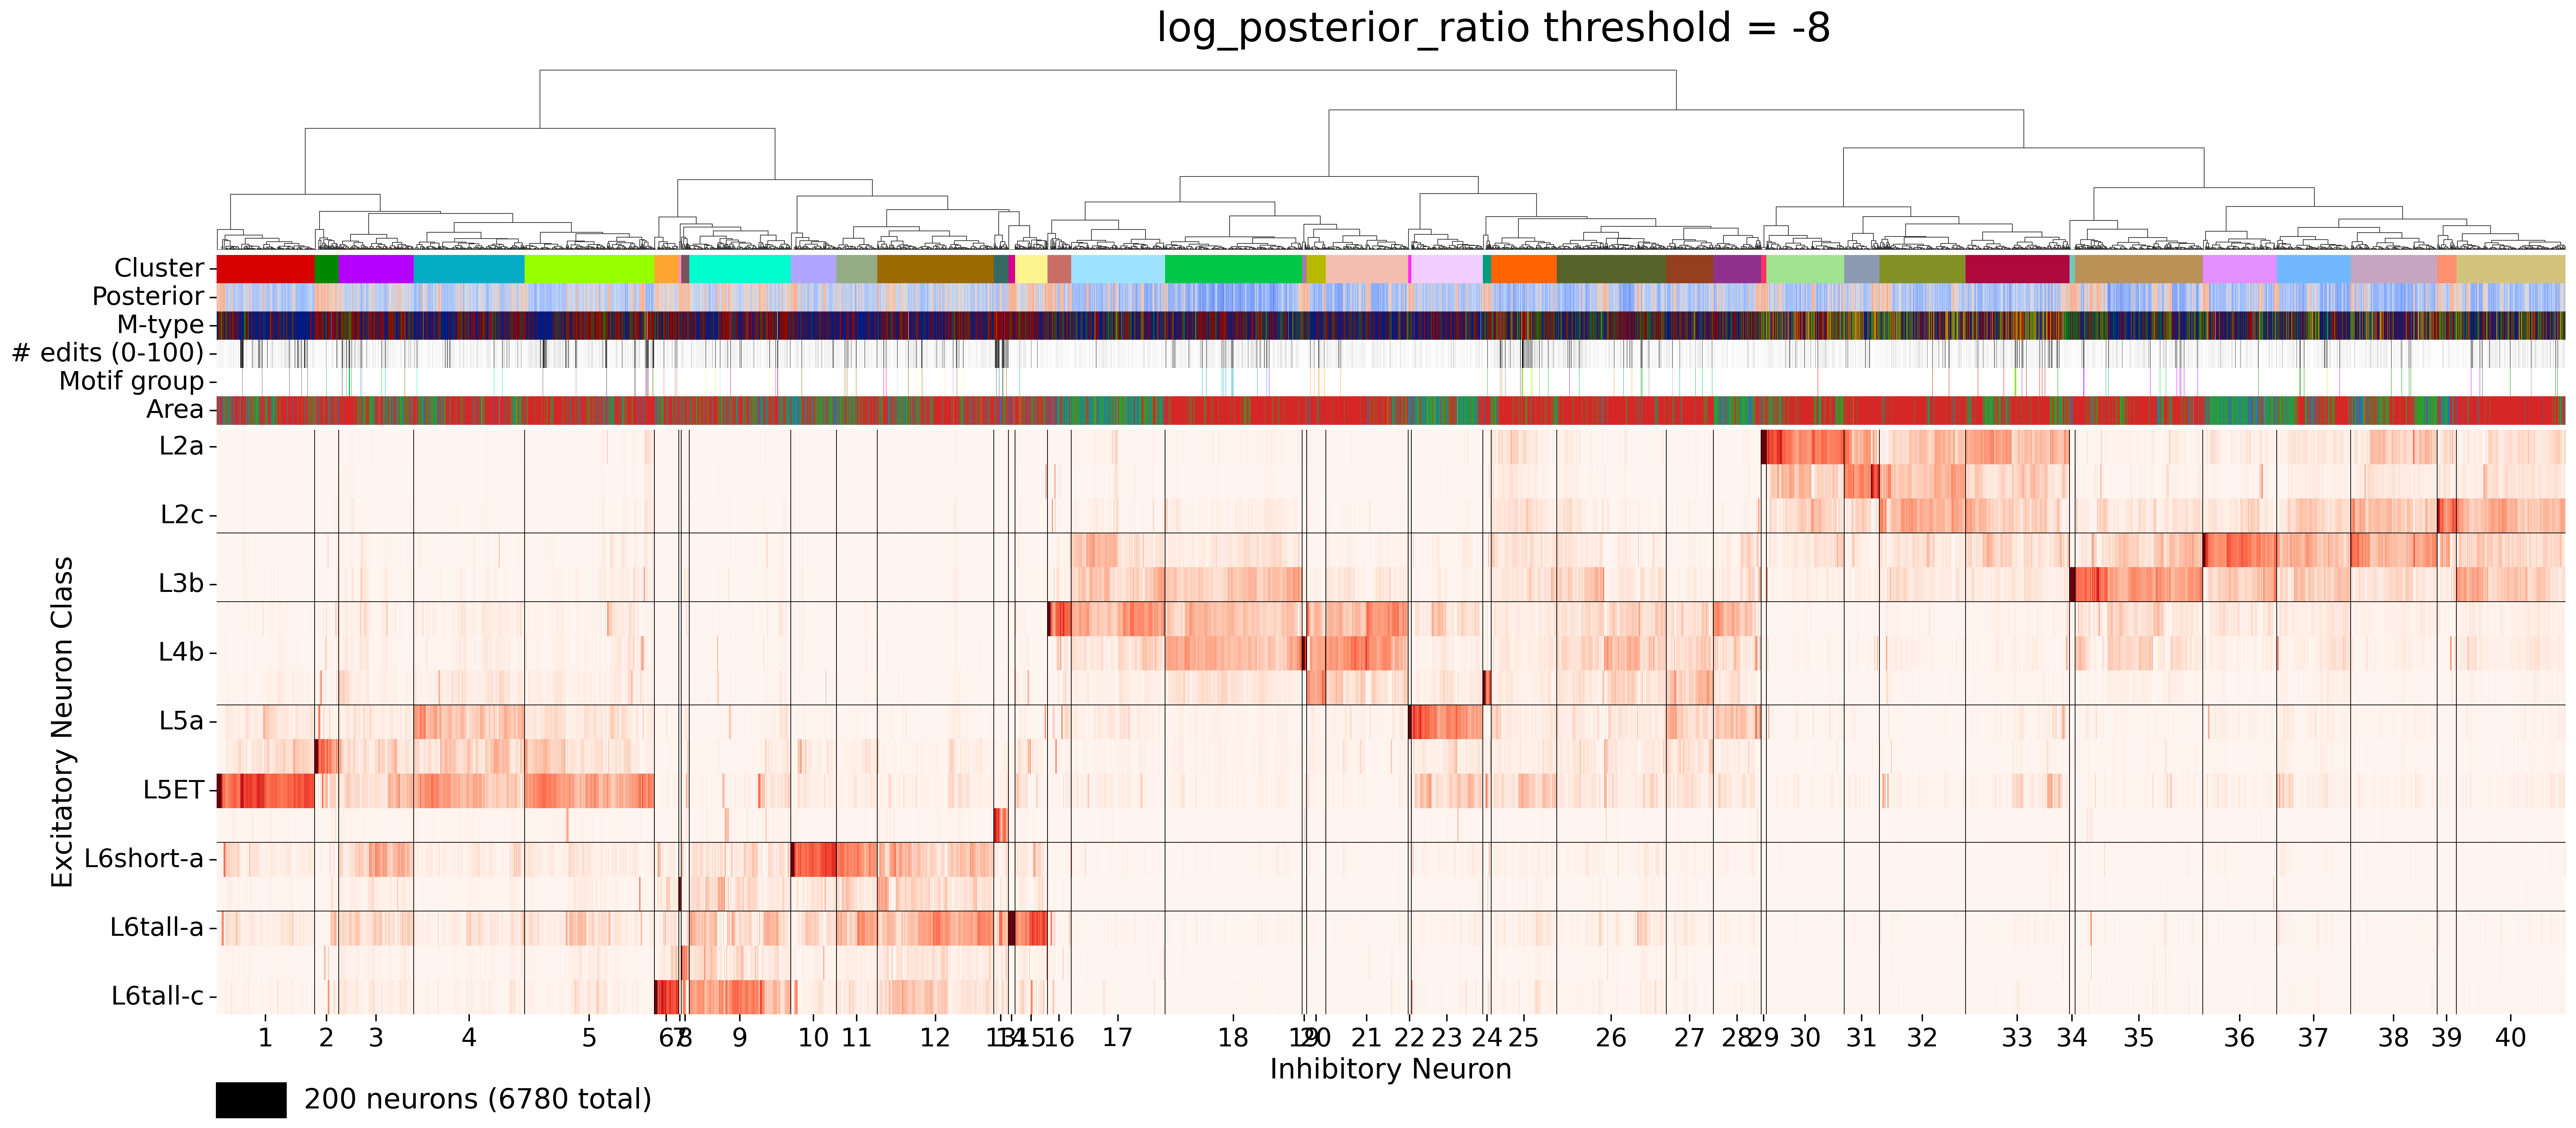 log_posterior_ratio threshold = -8
Cluster
Posterior
M-type
# edits (0-100)
Motif group
Area
L2a
L2c
L3b
L4b
L5a
L5ET
L6short-a
L6tall-a
L6tall-c
Excitatory Neuron Class
1 2 3 4 5 6 7 8 9 10 11 12 13 14 15 16 17 18 19 20 21 22 23 24 25 26 27 28 29 30 31 32 33 34 35 36 37 38 39 40
Inhibitory Neuron
200 neurons (6780 total)